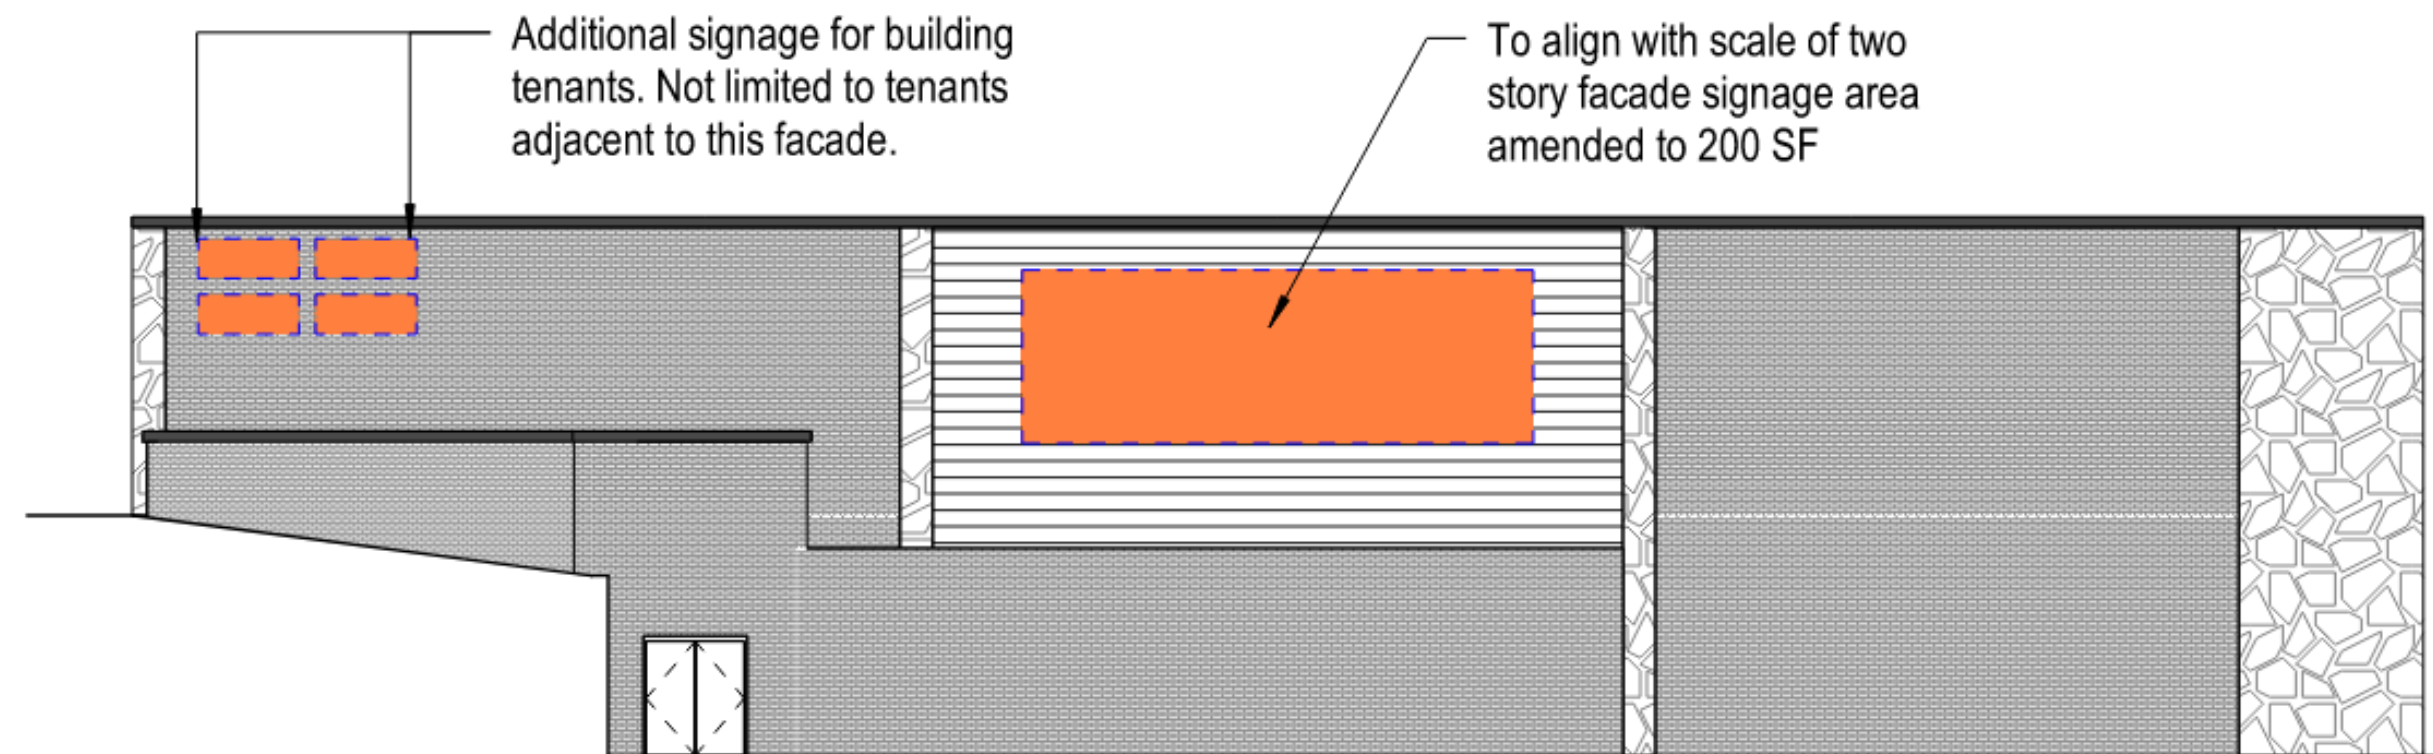 Additional signage for building
tenants. Not limited to tenants
adjacent to this facade.
To align with scale of two
story facade signage area
amended to 200 SF